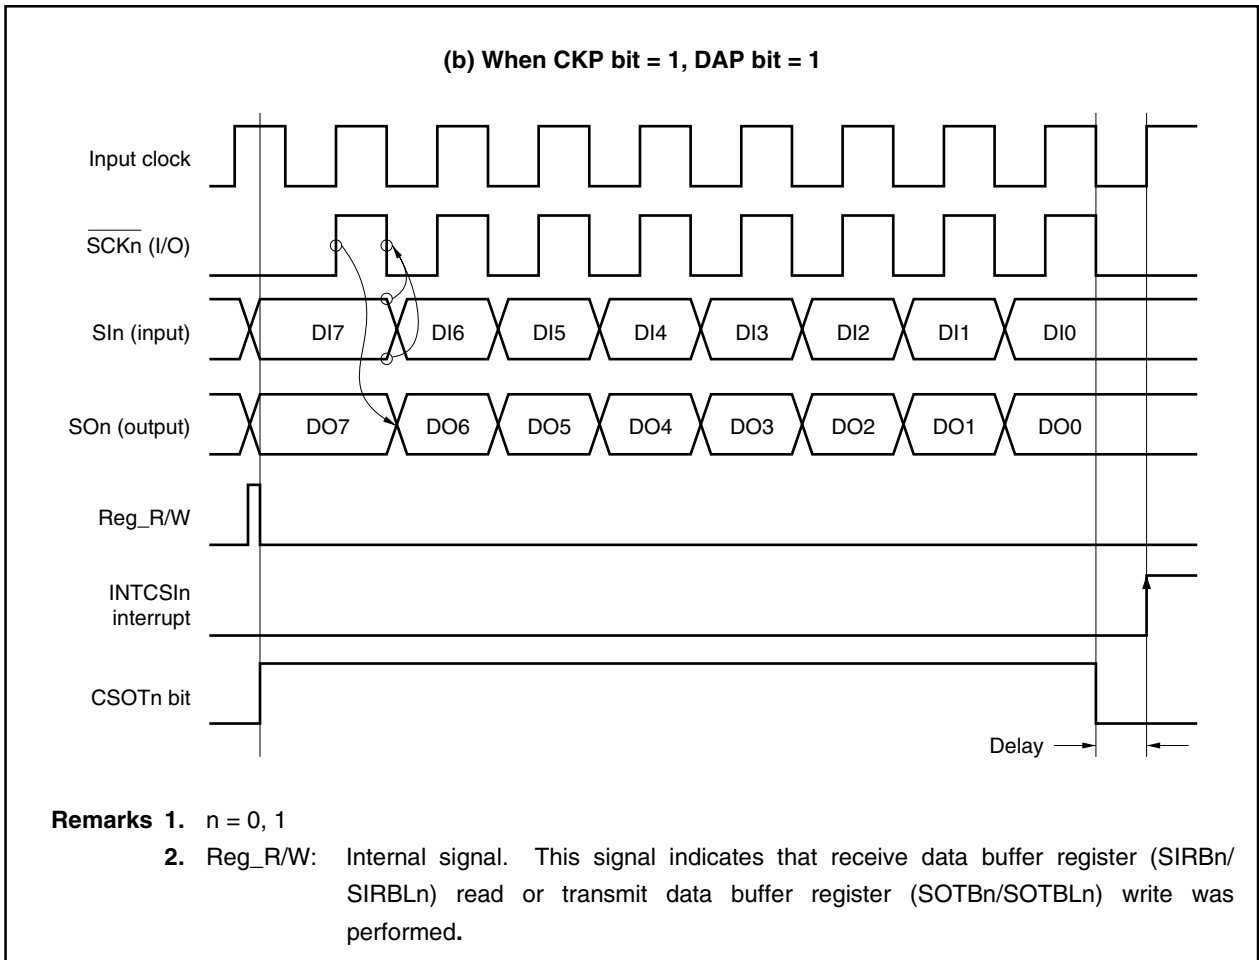 (b) When CKP bit = 1, DAP bit = 1
Input clock
SCKn (I/O)
SIn (input)
DI7 DI6 DI5 DI4 DI3 DI2 DI1 DI0
SOn (output)
DO7 DO6 DO5 DO4 DO3 DO2 DO1 DO0
Reg_R/W
INTCSIn
interrupt
CSOTn bit
Delay
Remarks 1. n = 0, 1
2. Reg_R/W: Internal signal. This signal indicates that receive data buffer register (SIRBn/
SIRBLn) read or transmit data buffer register (SOTBn/SOTBLn) write was
performed.